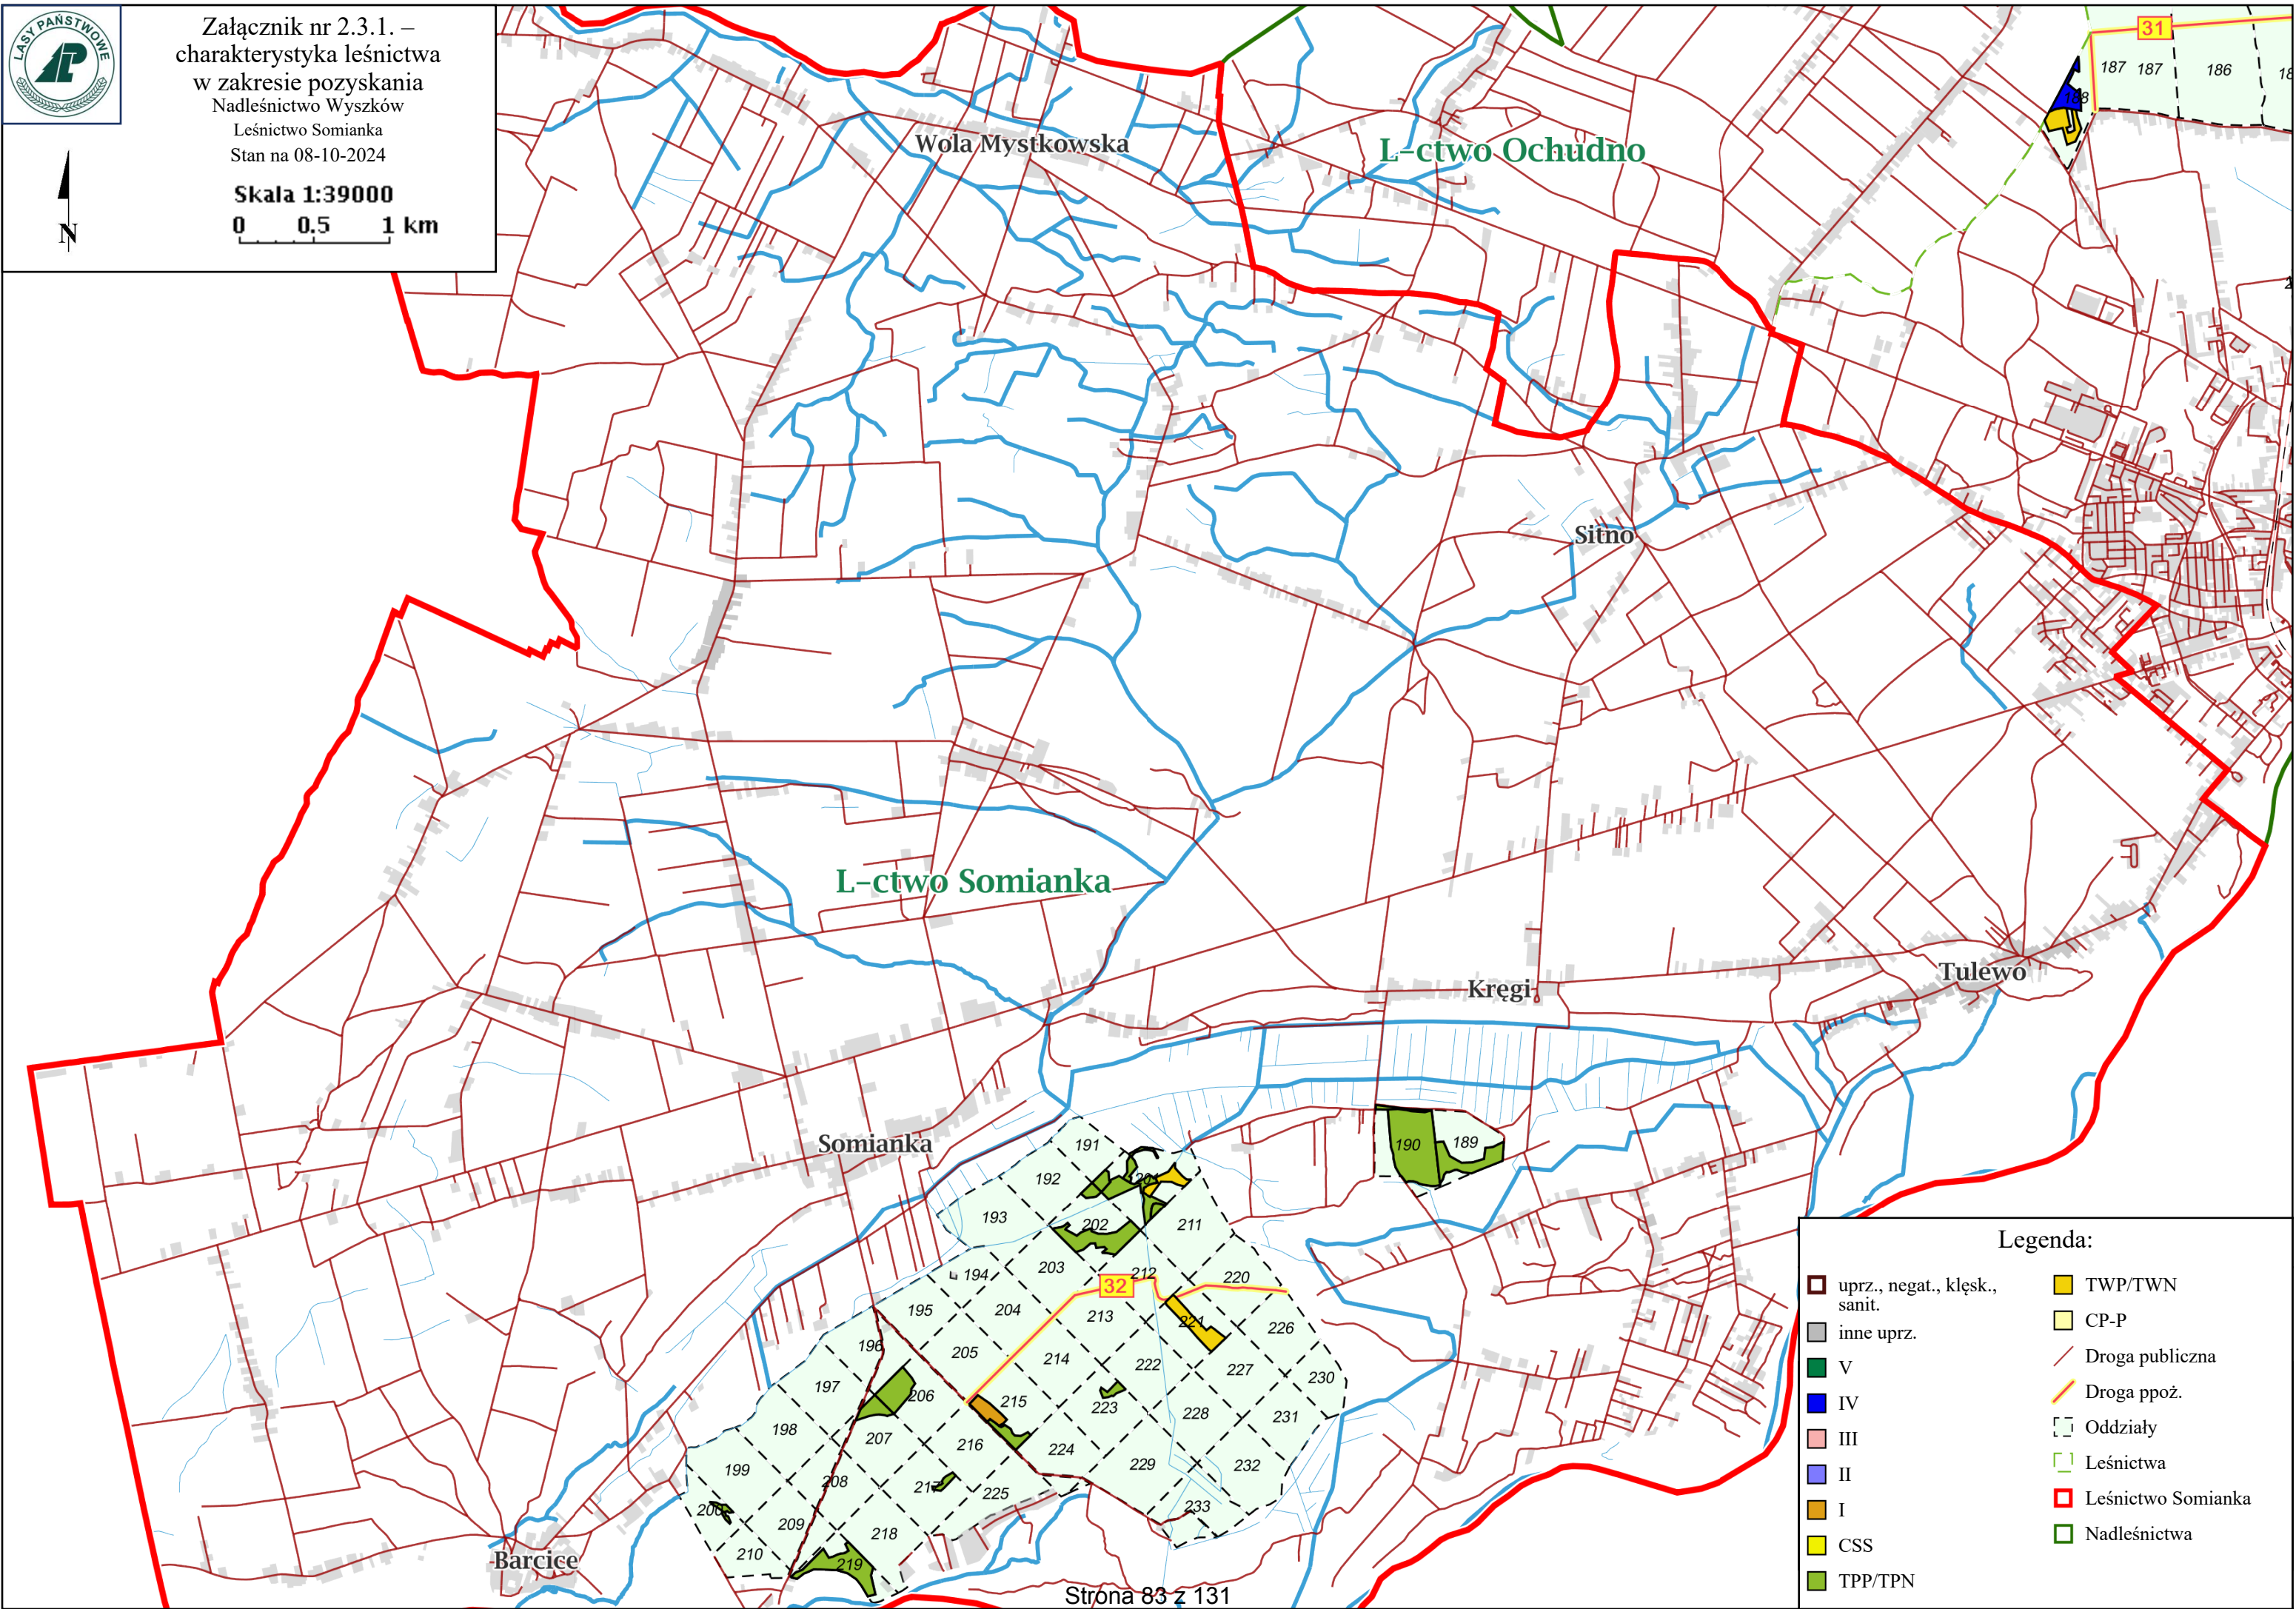 LASY PAŃSTWOWE
Załącznik nr 2.3.1. –
charakterystyka leśnictwa
w zakresie pozyskania
Nadleśnictwo Wyszków
Leśnictwo Somianka
Stan na 08-10-2024
Skala 1:39000
0 0.5 1 km
N
31
187 187 186
188
Wola Mystkowska
L-ctwo Ochudno
Sitno
L-ctwo Somianka
Tulewo
Kręgi
Somianka
191
190
189
192
201
193
202
211
203
212
194
220
32
195
204
213
221
226
196
205
214
222
227
230
197
206
215
223
228
231
198
207
216
224
229
232
199
208
217
225
233
200
209
218
210
219
Barcice
Strona 83 z 131
Legenda:
uprz., negat., klęsk.,
sanit.
inne uprz.
V
IV
III
II
I
CSS
TPP/TPN
TWP/TWN
CP-P
Droga publiczna
Droga ppoż.
Oddziały
Leśnictwa
Leśnictwo Somianka
Nadleśnictwa